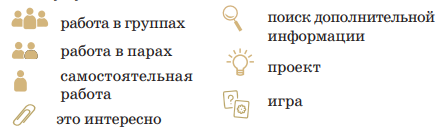 работа в группах
работа в парах
самостоятельная
работа
это интересно
поиск дополнительной
информации
проект
игра